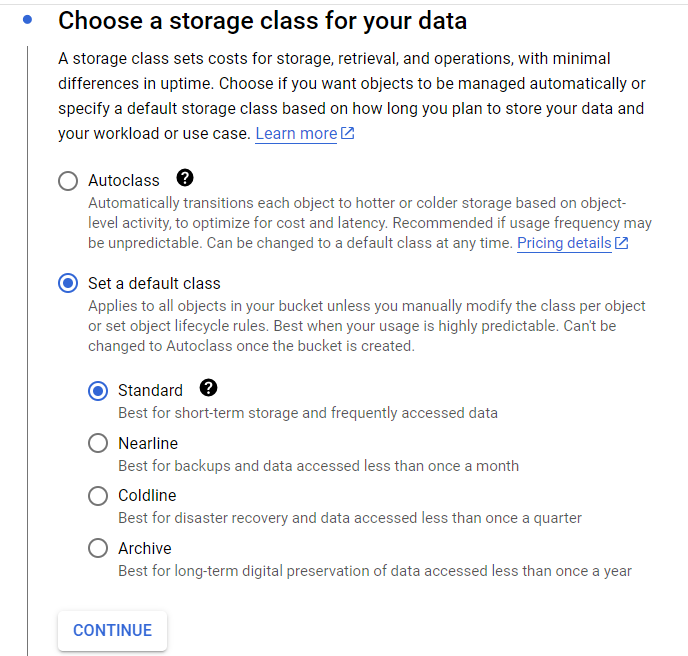 Choose a storage class for your data
A storage class sets costs for storage, retrieval, and operations, with minimal
differences in uptime. Choose if you want objects to be managed automatically or
specify a default storage class based on how long you plan to store your data and
your workload or use case. Learn more
Autoclass ?
Automatically transitions each object to hotter or colder storage based on object-
level activity, to optimize for cost and latency. Recommended if usage frequency may
be unpredictable. Can be changed to a default class at any time. Pricing details
Set a default class
Applies to all objects in your bucket unless you manually modify the class per object
or set object lifecycle rules. Best when your usage is highly predictable. Can't be
changed to Autoclass once the bucket is created.
Standard ?
Best for short-term storage and frequently accessed data
Nearline
Best for backups and data accessed less than once a month
Coldline
Best for disaster recovery and data accessed less than once a quarter
Archive
Best for long-term digital preservation of data accessed less than once a year
CONTINUE